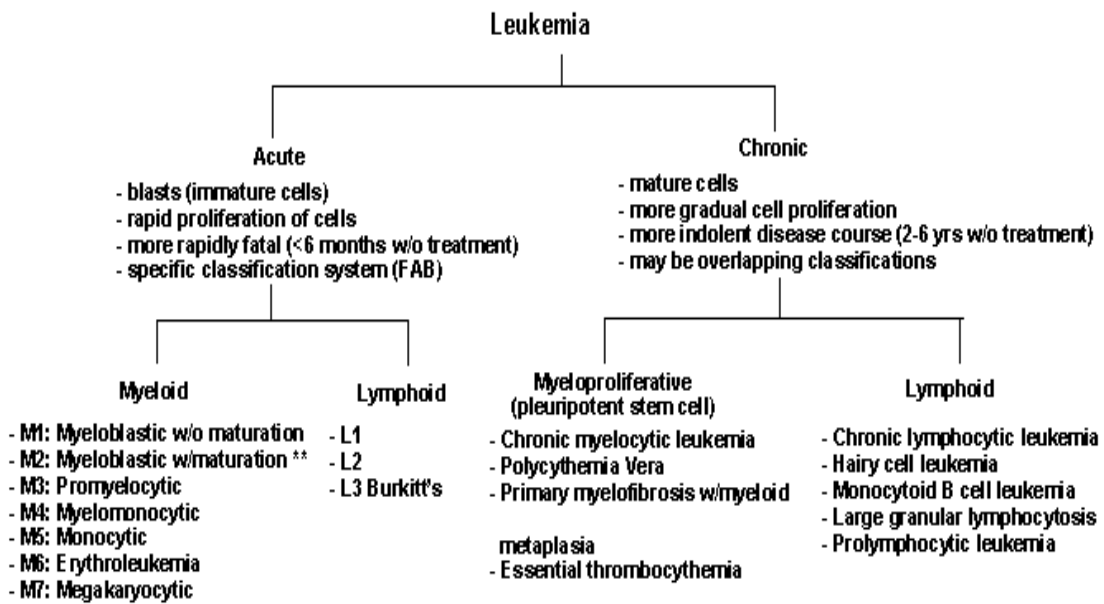 Leukemia
Acute
- blasts (immature cells)
- rapid proliferation of cells
- more rapidly fatal (<6 months w/o treatment)
- specific classification system (FAB)
Chronic
- mature cells
- more gradual cell proliferation
- more indolent disease course (2-6 yrs w/o treatment)
- may be overlapping classifications
Myeloid
- M1: Myeloblastic w/o maturation
- M2: Myeloblastic w/maturation **
- M3: Promyelocytic
- M4: Myelomonocytic
- M5: Monocytic
- M6: Erythroleukemia
- M7: Megakaryocytic
Lymphoid
- L1
- L2
- L3 Burkitt's
Myeloproliferative
(pleuripotent stem cell)
- Chronic myelocytic leukemia
- Polycythemia Vera
- Primary myelofibrosis w/myeloid
metaplasia
- Essential thrombocythemia
Lymphoid
- Chronic lymphocytic leukemia
- Hairy cell leukemia
- Monocytoid B cell leukemia
- Large granular lymphocytosis
- Prolymphocytic leukemia